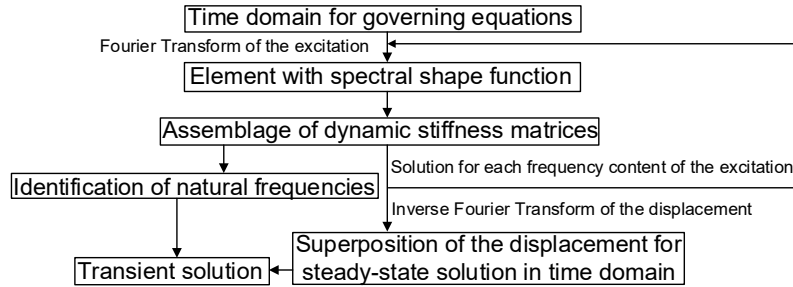 Time domain for governing equations
Fourier Transform of the excitation
Element with spectral shape function
Assemblage of dynamic stiffness matrices
Solution for each frequency content of the excitation
Identification of natural frequencies
Inverse Fourier Transform of the displacement
Superposition of the displacement for
steady-state solution in time domain
Transient solution